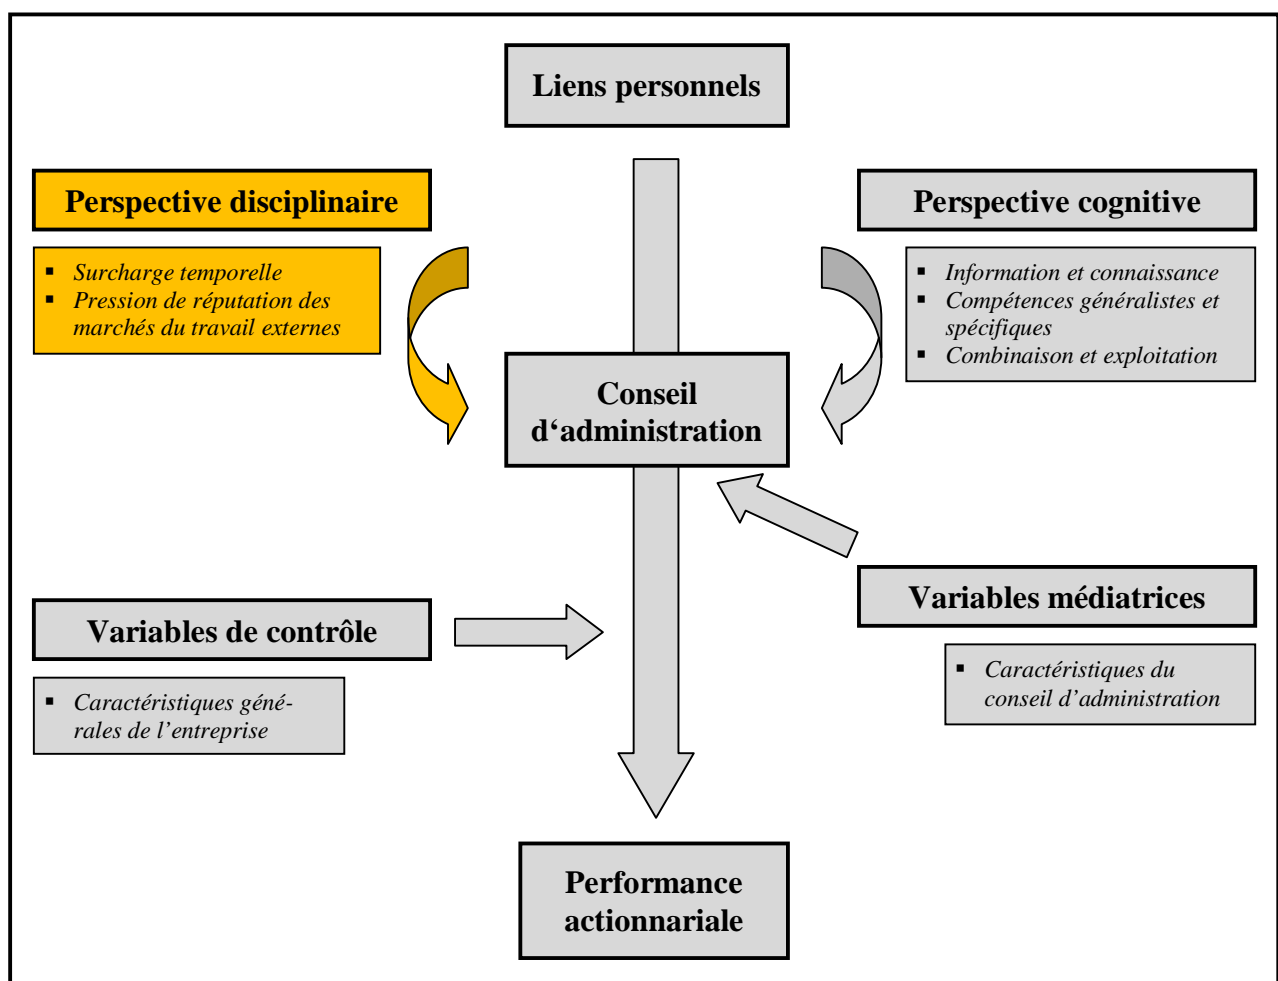 Liens personnels
Perspective disciplinaire
▪ Surcharge temporelle
▪ Pression de réputation des
marchés du travail externes
Perspective cognitive
▪ Information et connaissance
▪ Compétences généralistes et
spécifiques
▪ Combinaison et exploitation
Conseil
d‘administration
Variables médiatrices
▪ Caractéristiques du
conseil d’administration
Variables de contrôle
▪ Caractéristiques géné-
rales de l’entreprise
Performance
actionnariale